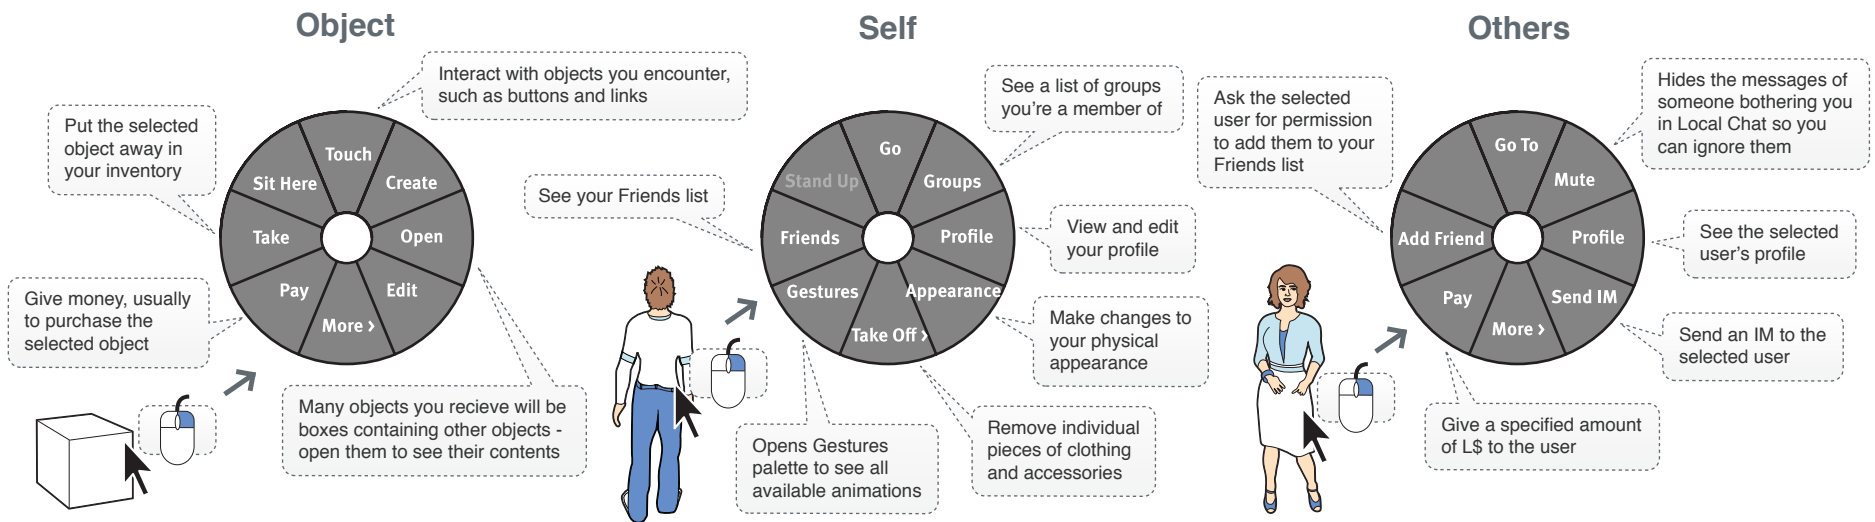 Object
Interact with objects you encounter,
such as buttons and links
Put the selected
object away in
your inventory
Touch
Sit Here
Create
Take
Open
Pay
Edit
More >
Give money, usually
to purchase the
selected object
Many objects you recieve will be
boxes containing other objects -
open them to see their contents
Self
See a list of groups
you're a member of
See your Friends list
Go
Stand Up
Groups
Friends
Profile
Gestures
Appearance
Take Off >
View and edit
your profile
Make changes to
your physical
appearance
Opens Gestures
palette to see all
available animations
Remove individual
pieces of clothing
and accessories
Others
Ask the selected
user for permission
to add them to your
Friends list
Hides the messages of
someone bothering you
in Local Chat so you
can ignore them
Go To
Mute
Add Friend
Profile
Pay
Send IM
More >
See the selected
user's profile
Send an IM to the
selected user
Give a specified amount
of L$ to the user